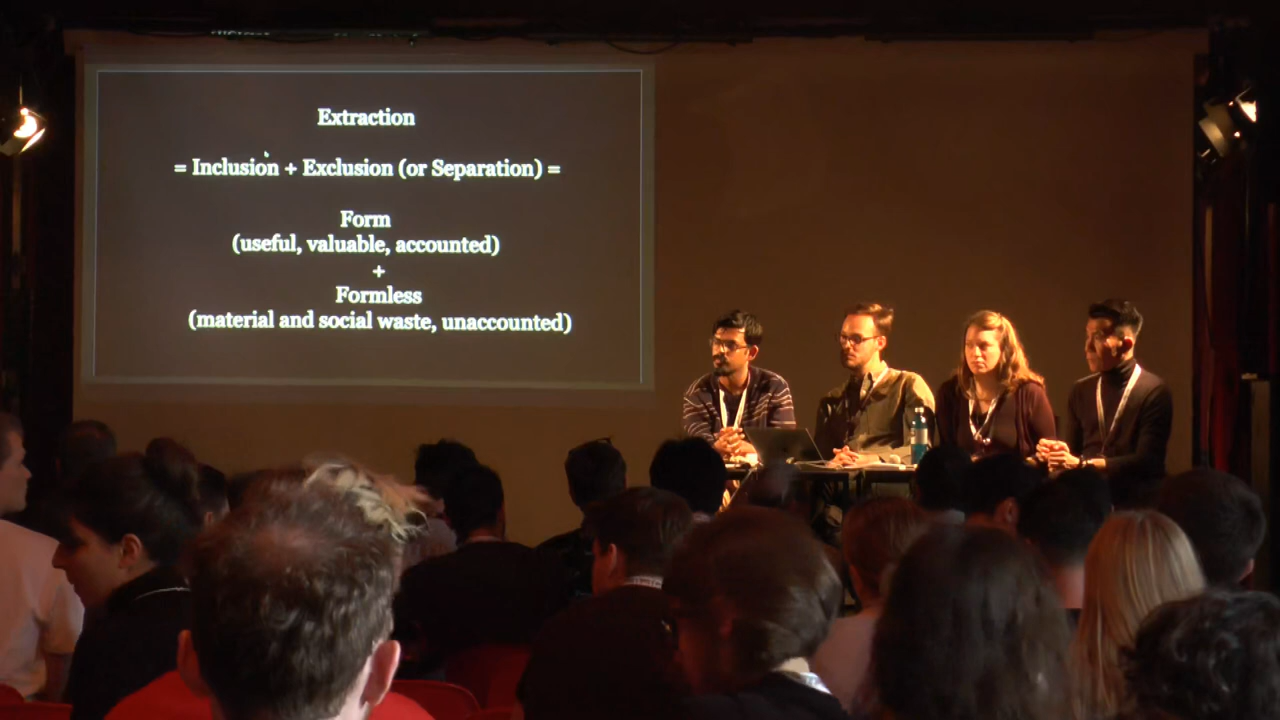 Extraction
= Inclusion + Exclusion (or Separation) =
Form
(useful, valuable, accounted)
+
Formless
(material and social waste, unaccounted)